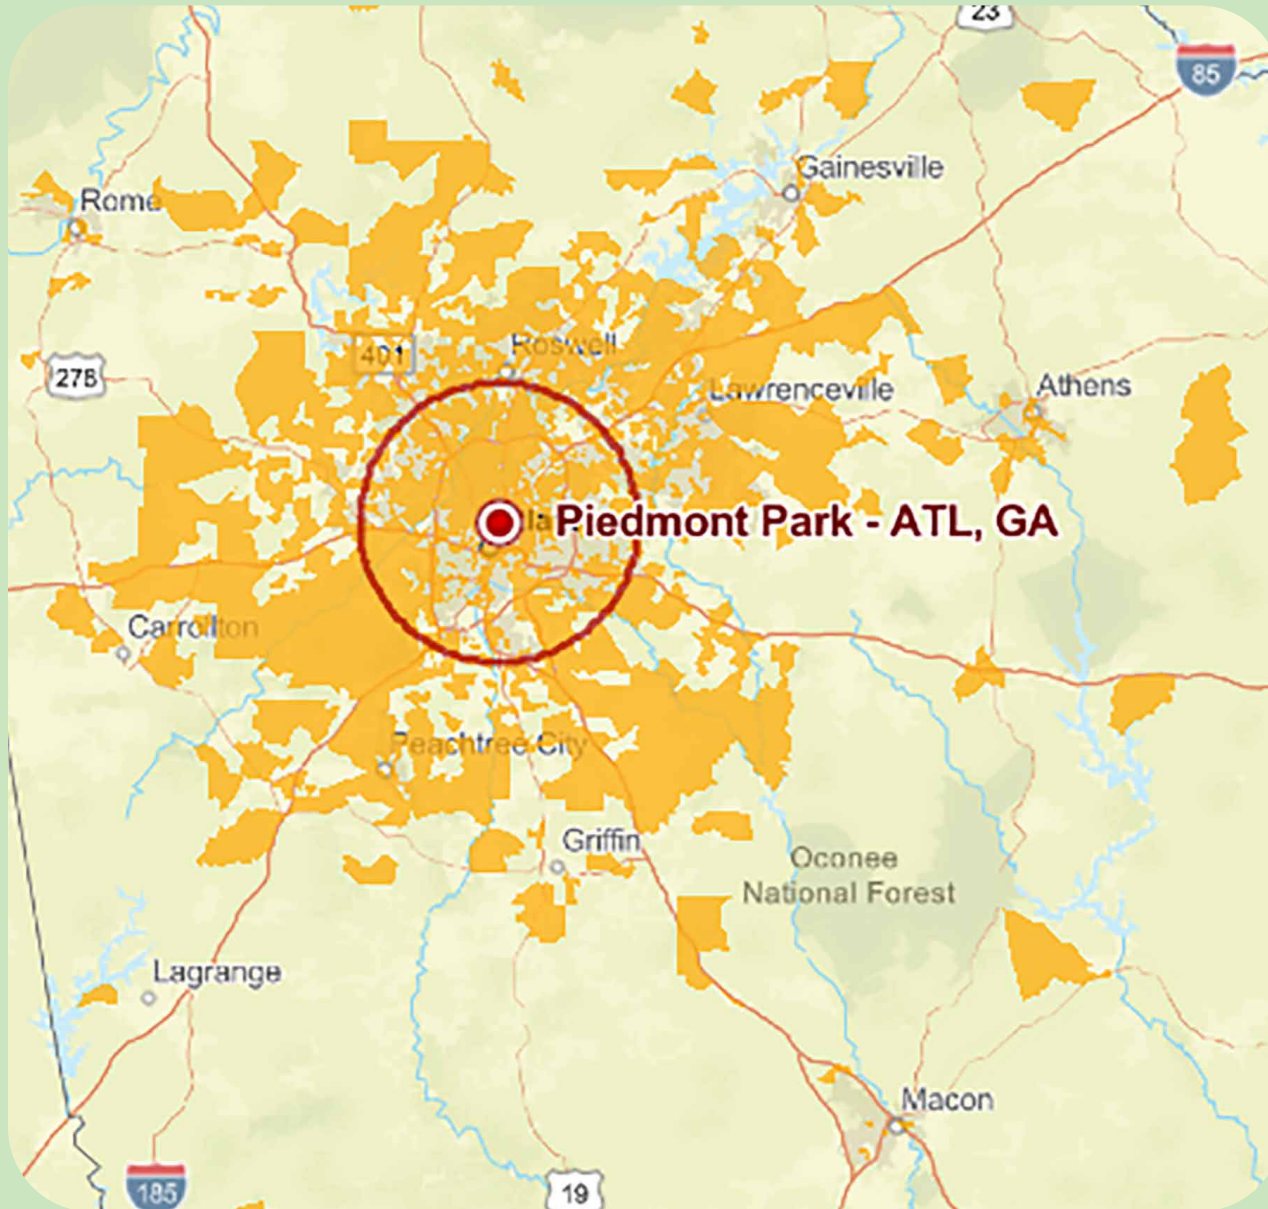 23
85
Gainesville
Rome
Roswell
401
278
Lawrenceville
Athens
Piedmont Park - ATL, GA
Carrollton
Peachtree City
Griffin
Oconee
National Forest
Lagrange
Macon
185
19